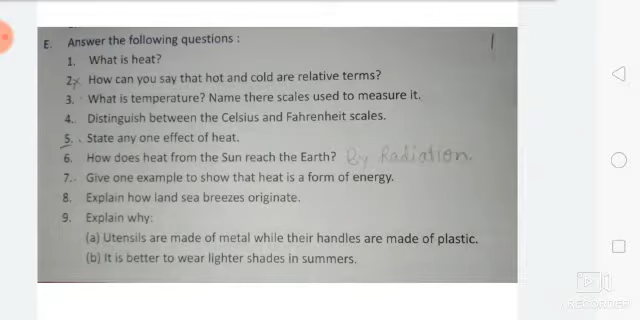 E. Answer the following questions :
1. What is heat?
2. How can you say that hot and cold are relative terms?
3. What is temperature? Name there scales used to measure it.
4. Distinguish between the Celsius and Fahrenheit scales.
5. State any one effect of heat.
6. How does heat from the Sun reach the Earth? By Radiation.
7. Give one example to show that heat is a form of energy.
8. Explain how land sea breezes originate.
9. Explain why:
(a) Utensils are made of metal while their handles are made of plastic.
(b) It is better to wear lighter shades in summers.
RECORDER